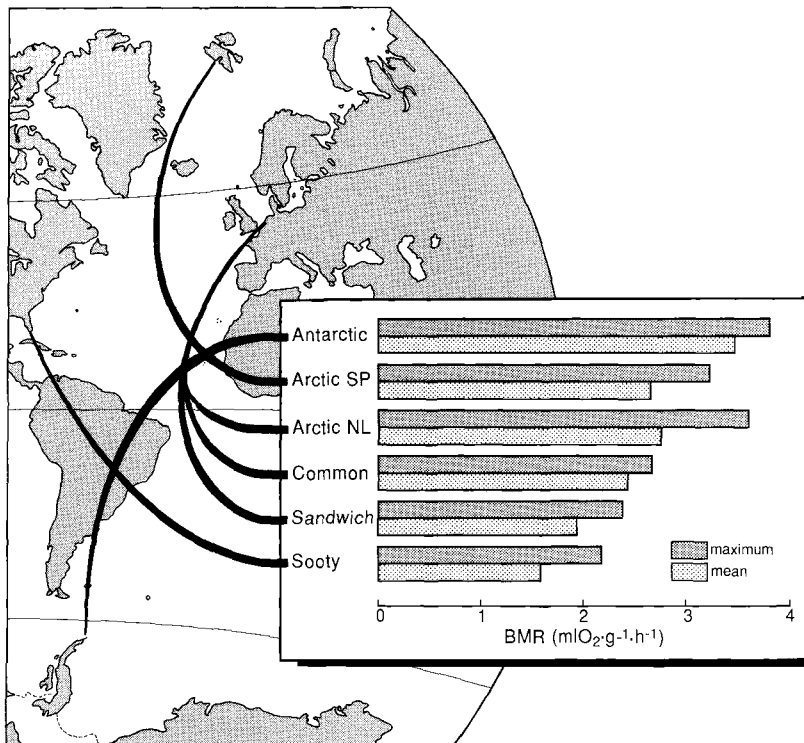 Antarctic
Arctic SP
Arctic NL
Common
Sandwich
Sooty
maximum
mean
0 1 2 3 4
BMR (mlO₂·g⁻¹·h⁻¹)